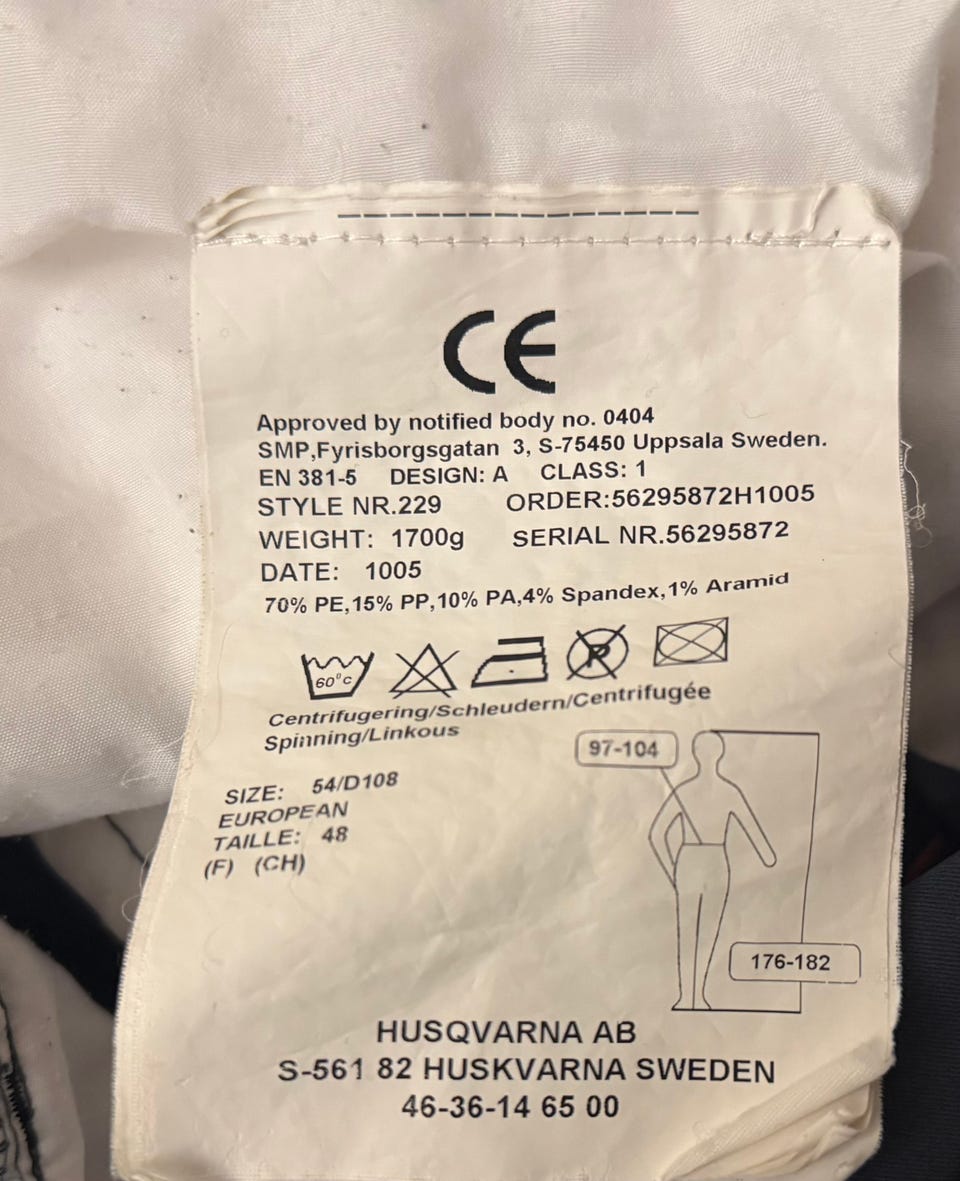 CE
Approved by notified body no. 0404
SMP,Fyrisborgsgatan 3, S-75450 Uppsala Sweden.
EN 381-5 DESIGN: A CLASS: 1
STYLE NR.229 ORDER:56295872H1005
WEIGHT: 1700g SERIAL NR.56295872
DATE: 1005
70% PE,15% PP,10% PA,4% Spandex,1% Aramid
60°c P
Centrifugering/Schleudern/Centrifugée
Spinning/Linkous
97-104
SIZE: 54/D108
EUROPEAN
TAILLE: 48
(F) (CH)
176-182
HUSQVARNA AB
S-561 82 HUSKVARNA SWEDEN
46-36-14 65 00